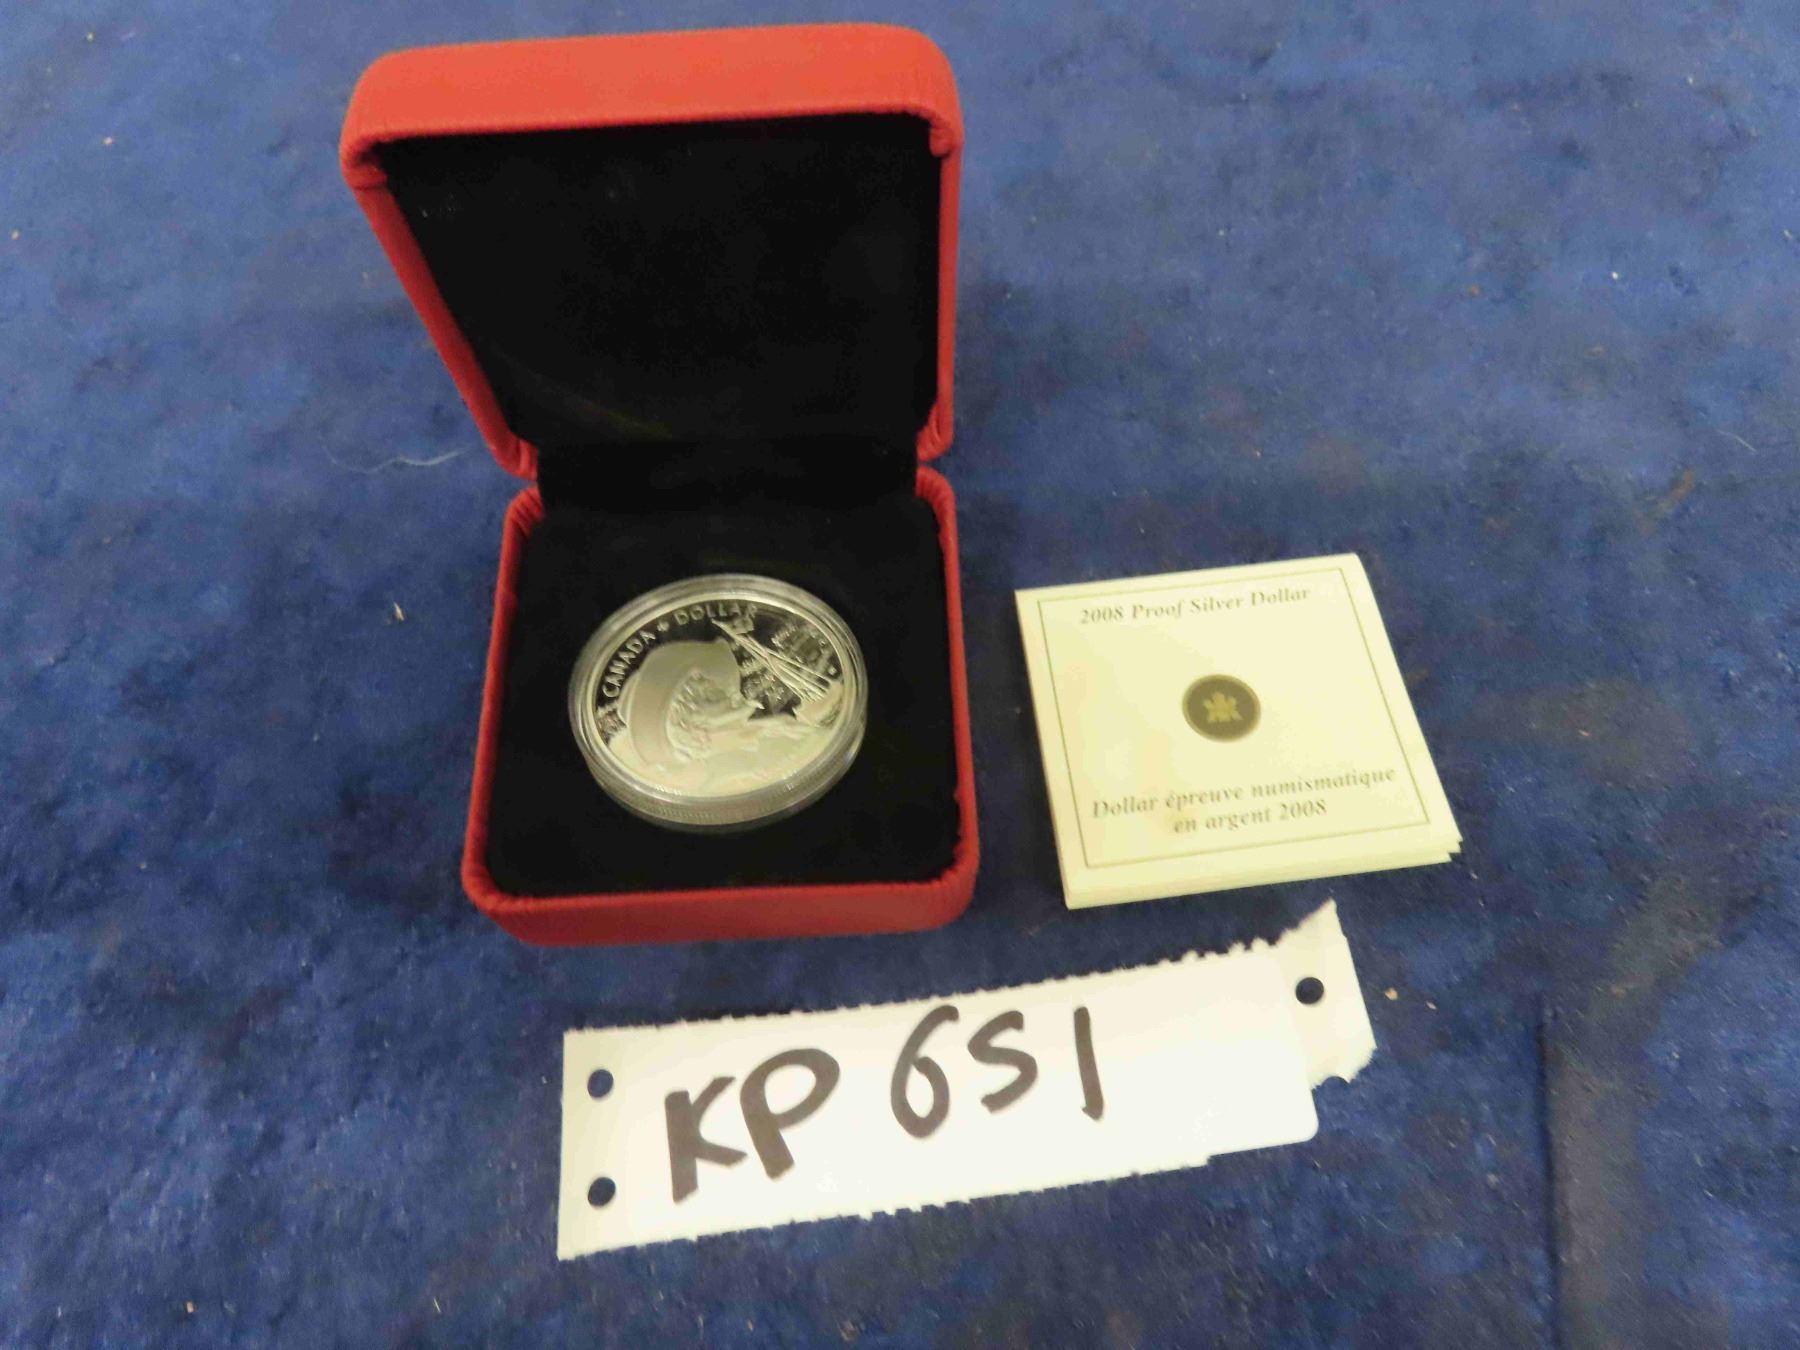 CANADA DOLLAR
2008 Proof Silver Dollar
Dollar épreuve numismatique
en argent 2008
KP 651